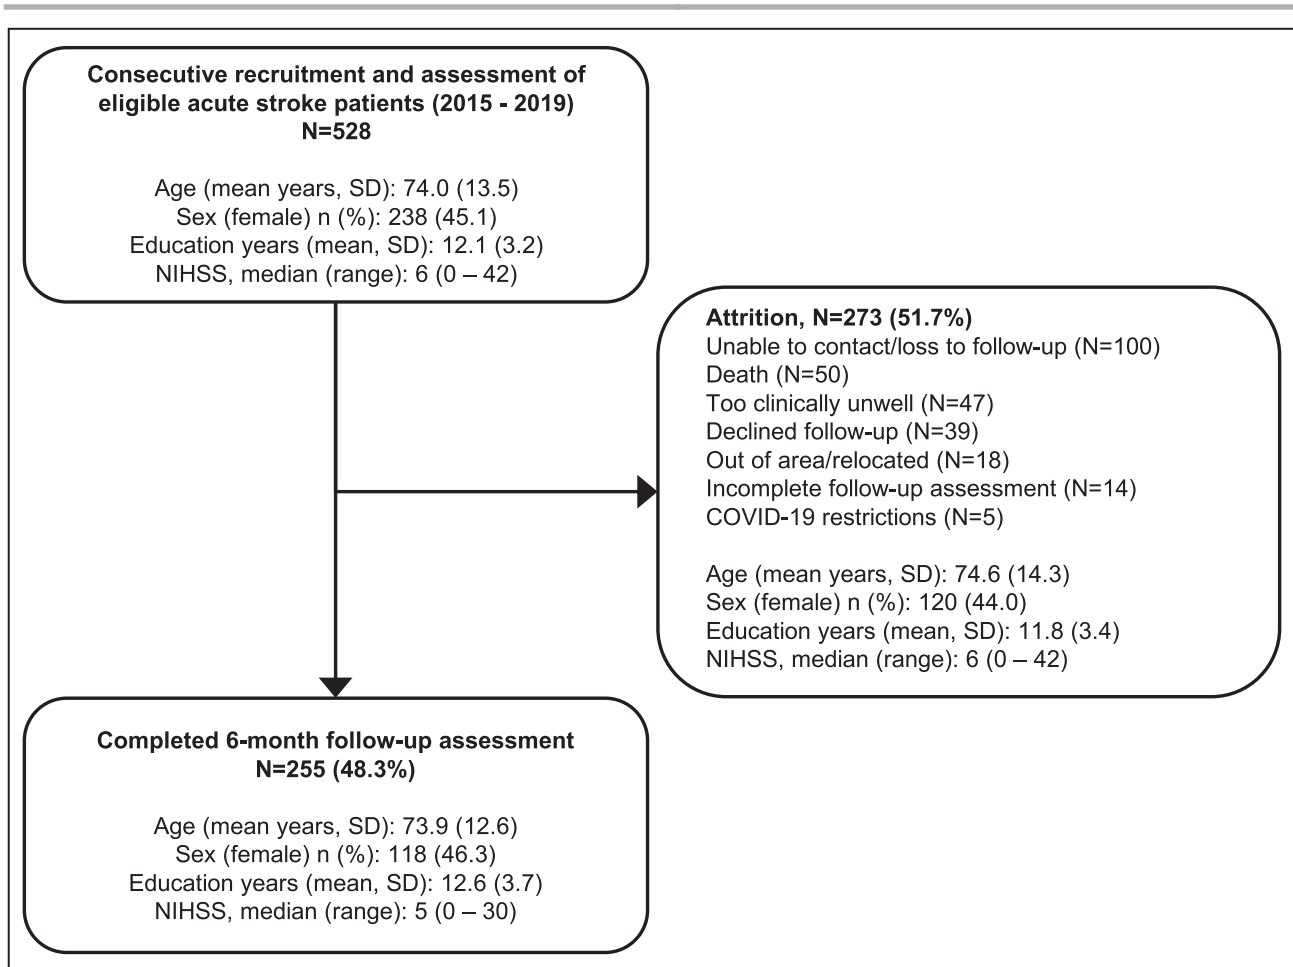 Consecutive recruitment and assessment of
eligible acute stroke patients (2015 - 2019)
N=528
Age (mean years, SD): 74.0 (13.5)
Sex (female) n (%): 238 (45.1)
Education years (mean, SD): 12.1 (3.2)
NIHSS, median (range): 6 (0 – 42)
Attrition, N=273 (51.7%)
Unable to contact/loss to follow-up (N=100)
Death (N=50)
Too clinically unwell (N=47)
Declined follow-up (N=39)
Out of area/relocated (N=18)
Incomplete follow-up assessment (N=14)
COVID-19 restrictions (N=5)
Age (mean years, SD): 74.6 (14.3)
Sex (female) n (%): 120 (44.0)
Education years (mean, SD): 11.8 (3.4)
NIHSS, median (range): 6 (0 – 42)
Completed 6-month follow-up assessment
N=255 (48.3%)
Age (mean years, SD): 73.9 (12.6)
Sex (female) n (%): 118 (46.3)
Education years (mean, SD): 12.6 (3.7)
NIHSS, median (range): 5 (0 – 30)